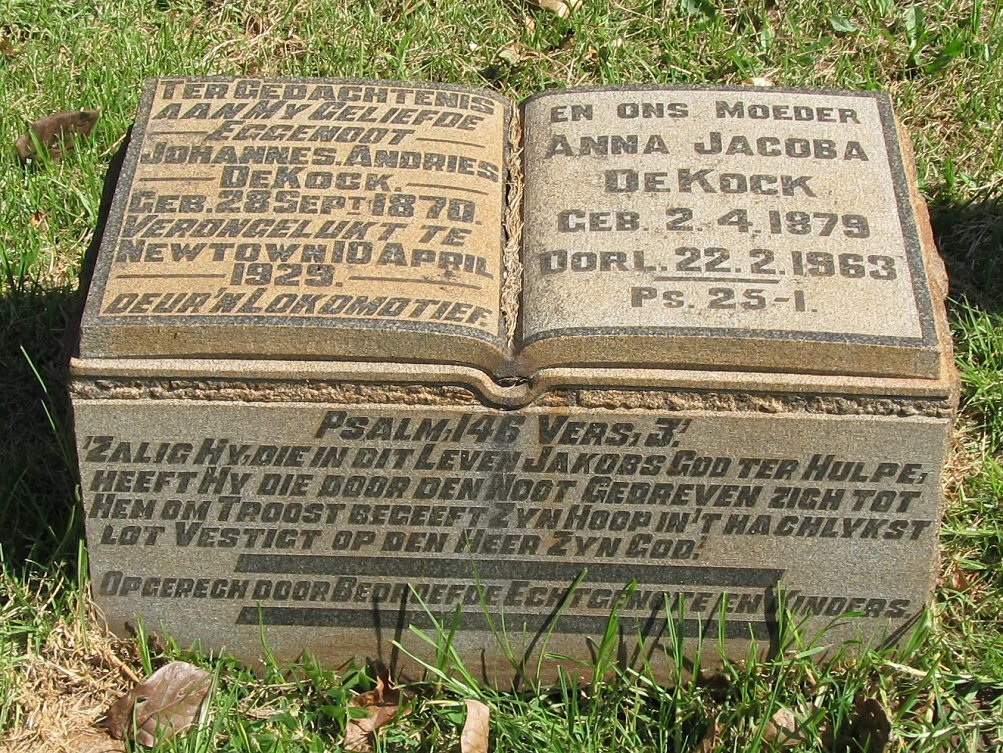 TER GEDACHTENIS
AAN MY GELIEFDE
EGGENOOT
JOHANNES. ANDRIES
DE KOCK.
GEB. 28 SEPT 1870.
VERONGELUKT TE
NEWTOWN 10 APRIL
1929.
DEUR 'N LOKOMOTIEF.
EN ONS MOEDER
ANNA JACOBA
DE KOCK
GEB. 2. 4. 1879
OORL. 22. 2. 1963
PS. 25-1.
PSALM, 146 VERS, 3.'
'ZALIG HY, DIE IN DIT LEVEN JAKOBS GOD TER HULPE,
HEEFT HY DIE DOOR DEN NOOT GEDREVEN ZICH TOT
HEM OM TROOST BEGEEFT ZYN HOOP IN 'T HACHLYKST
LOT VESTIGT OP DEN HEER ZYN GOD.'
OPGERECH DOOR BEDROEFDE ECHTGENOTE EN KINDERS.